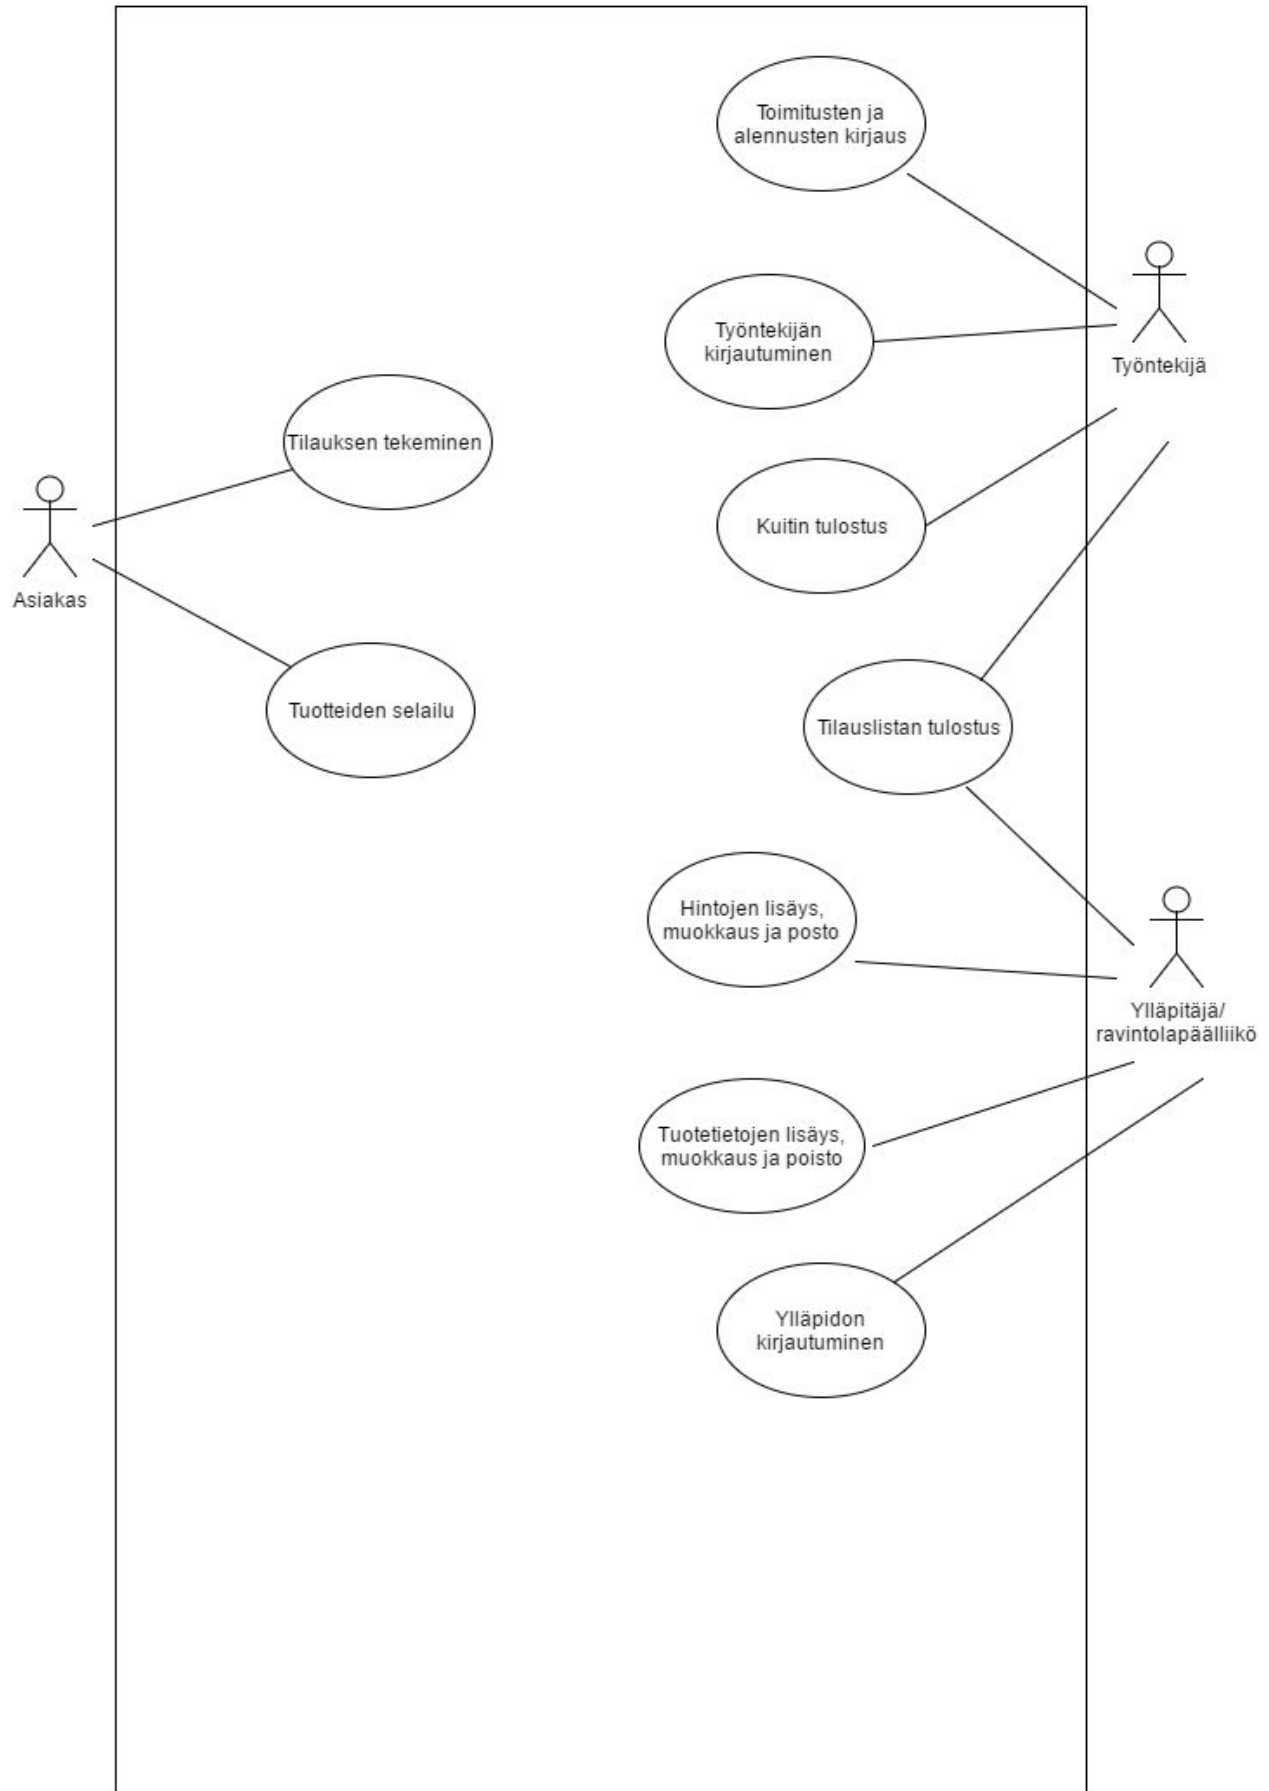 Toimitusten ja
alennusten kirjaus
Työntekijän
kirjautuminen
Työntekijä
Tilauksen tekeminen
Kuitin tulostus
Asiakas
Tuotteiden selailu
Tilauslistan tulostus
Hintojen lisäys,
muokkaus ja posto
Ylläpitäjä/
ravintolapäälliikö
Tuotetietojen lisäys,
muokkaus ja poisto
Ylläpidon
kirjautuminen